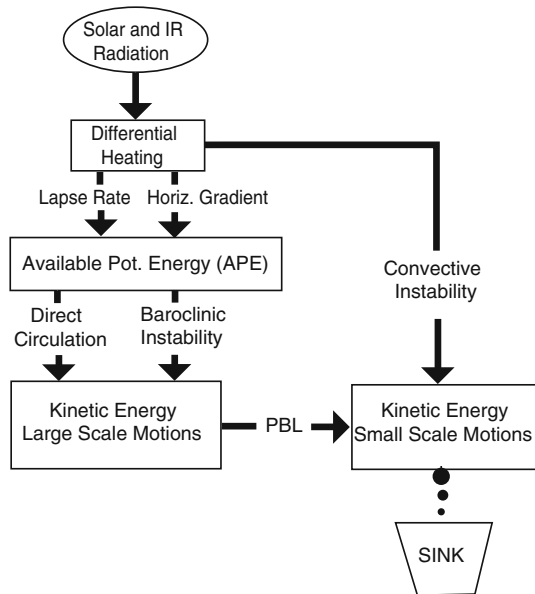 Solar and IR
Radiation
Differential
Heating
Lapse Rate
Horiz. Gradient
Available Pot. Energy (APE)
Convective
Instability
Direct
Circulation
Baroclinic
Instability
Kinetic Energy
Large Scale Motions
PBL
Kinetic Energy
Small Scale Motions
SINK